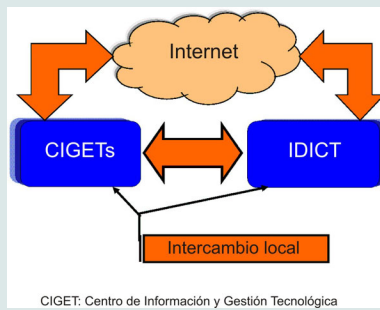 Internet
CIGETs
IDICT
Intercambio local
CIGET: Centro de Información y Gestión Tecnológica